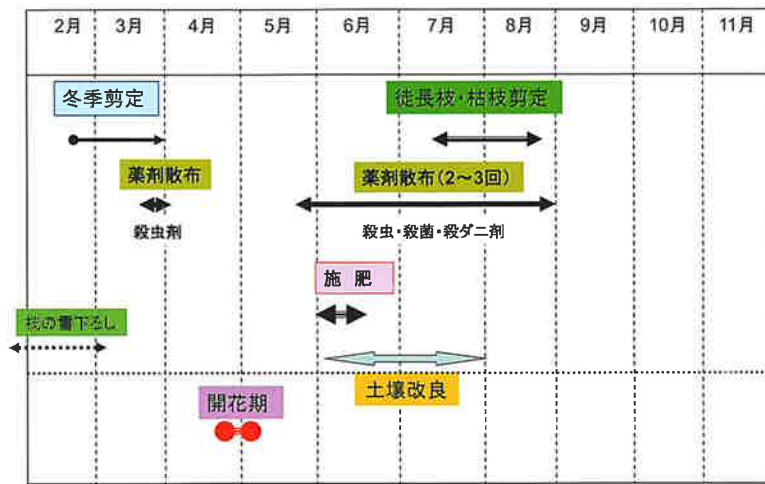 2月 3月 4月 5月 6月 7月 8月 9月 10月 11月
冬季剪定
徒長枝・枯枝剪定
薬剤散布
薬剤散布(2～3回)
殺虫剤
殺虫・殺菌・殺ダニ剤
施 肥
枝の雪下ろし
土壌改良
開花期